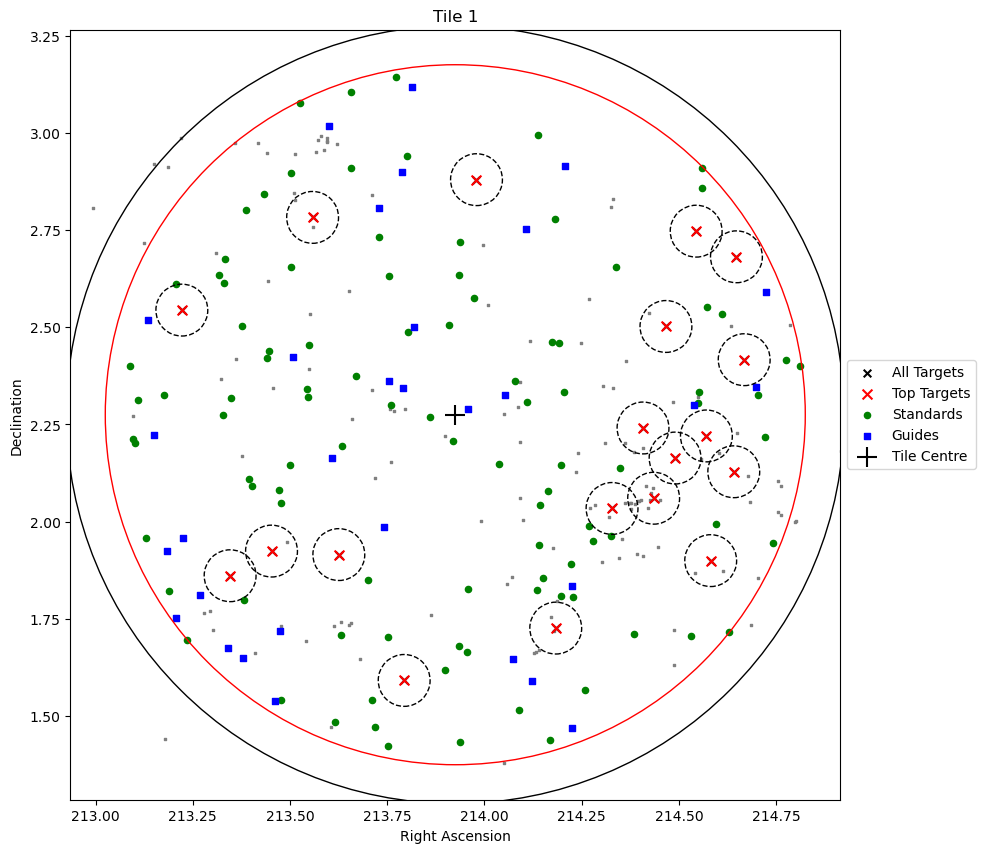 Tile 1
3.25
3.00
2.75
2.50
2.25
2.00
1.75
1.50
Declination
213.00 213.25 213.50 213.75 214.00 214.25 214.50 214.75
Right Ascension
All Targets
Top Targets
Standards
Guides
Tile Centre